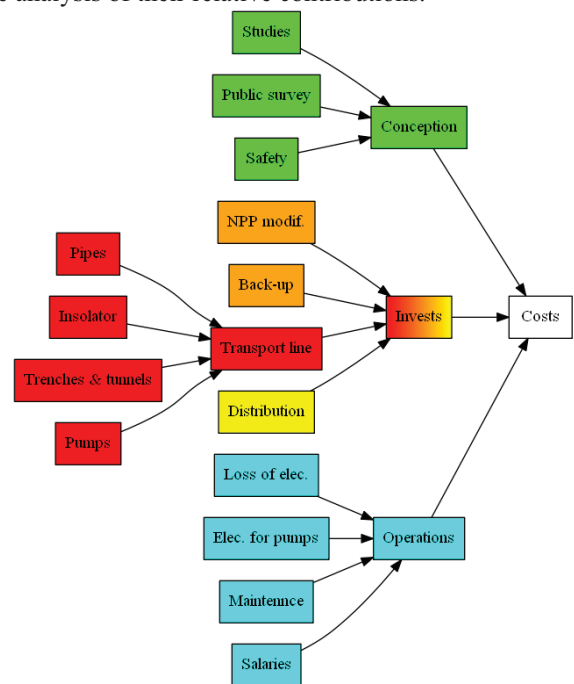 e analysis of their relative contributions.
Studies
Public survey
Conception
Safety
NPP modif.
Pipes
Back-up
Insolator
Invests
Costs
Transport line
Trenches & tunnels
Distribution
Pumps
Loss of elec.
Elec. for pumps
Operations
Maintennce
Salaries